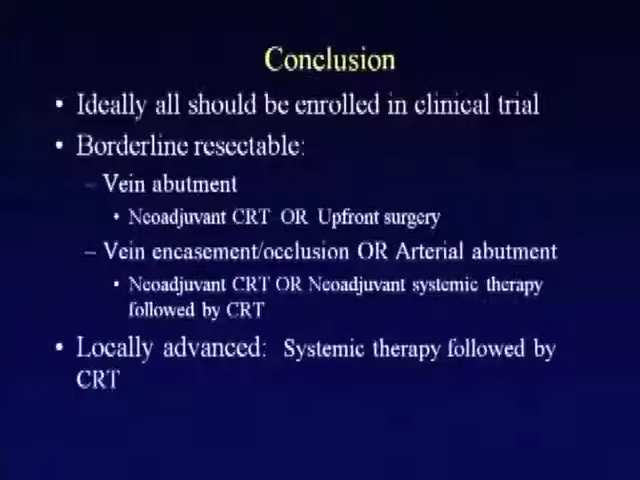 Conclusion
• Ideally all should be enrolled in clinical trial
• Borderline resectable:
– Vein abutment
• Neoadjuvant CRT OR Upfront surgery
– Vein encasement/occlusion OR Arterial abutment
• Neoadjuvant CRT OR Neoadjuvant systemic therapy
followed by CRT
• Locally advanced: Systemic therapy followed by
CRT